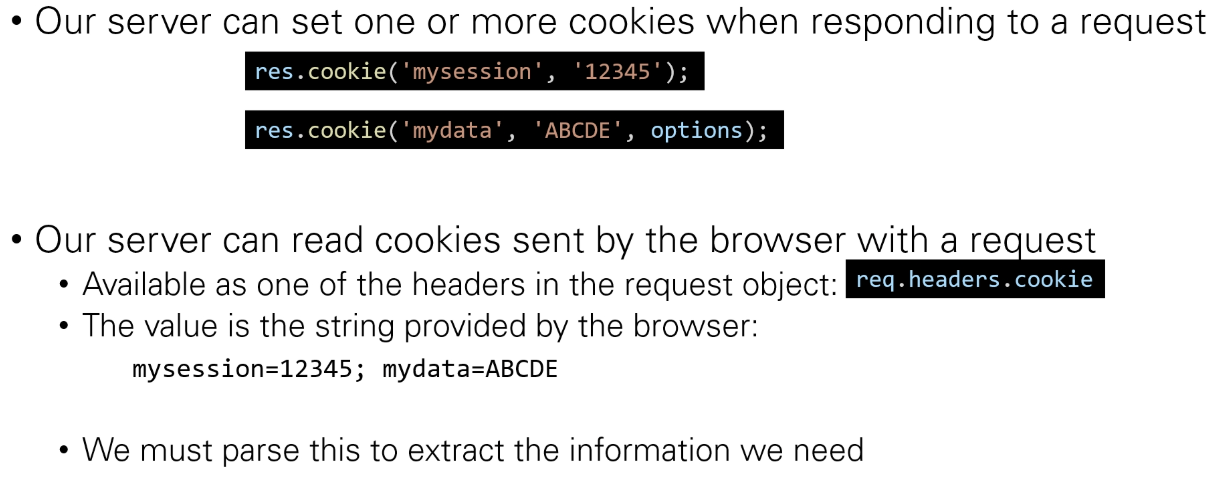 • Our server can set one or more cookies when responding to a request
res.cookie('mysession', '12345');
res.cookie('mydata', 'ABCDE', options);
• Our server can read cookies sent by the browser with a request
• Available as one of the headers in the request object: req.headers.cookie
• The value is the string provided by the browser:
mysession=12345; mydata=ABCDE
• We must parse this to extract the information we need